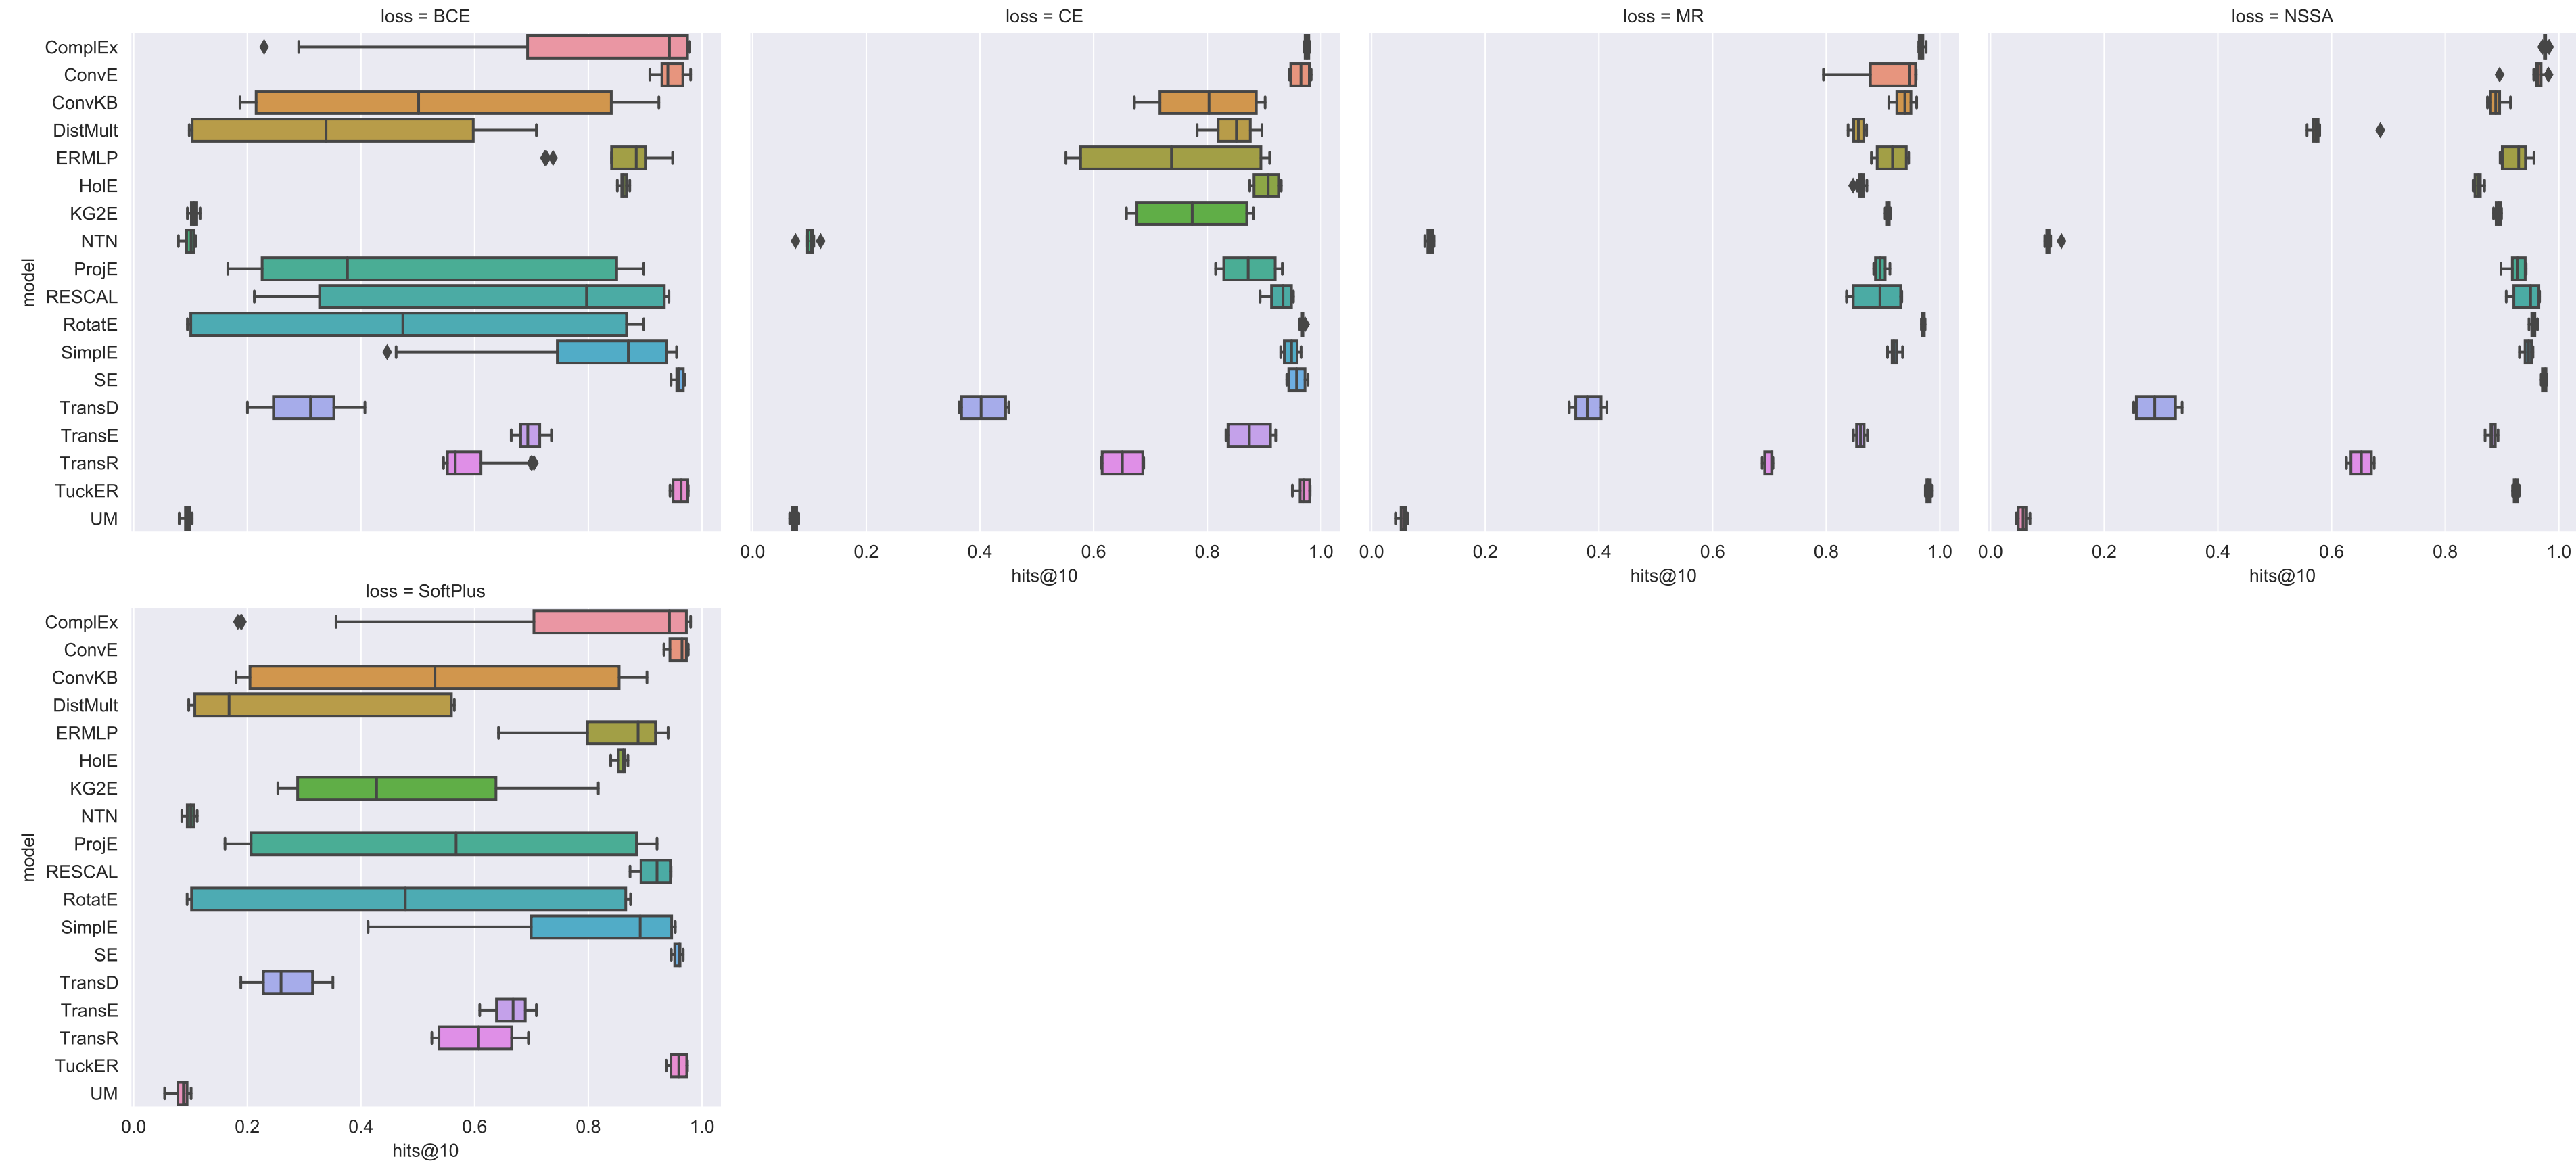 loss = BCE
loss = CE
loss = MR
loss = NSSA
ComplEx
ConvE
ConvKB
DistMult
ERMLP
HolE
KG2E
NTN
ProjE
RESCAL
RotatE
SimplE
SE
TransD
TransE
TransR
TuckER
UM
model
0.0 0.2 0.4 0.6 0.8 1.0
hits@10
0.0 0.2 0.4 0.6 0.8 1.0
hits@10
0.0 0.2 0.4 0.6 0.8 1.0
hits@10
loss = SoftPlus
ComplEx
ConvE
ConvKB
DistMult
ERMLP
HolE
KG2E
NTN
ProjE
RESCAL
RotatE
SimplE
SE
TransD
TransE
TransR
TuckER
UM
model
0.0 0.2 0.4 0.6 0.8 1.0
hits@10